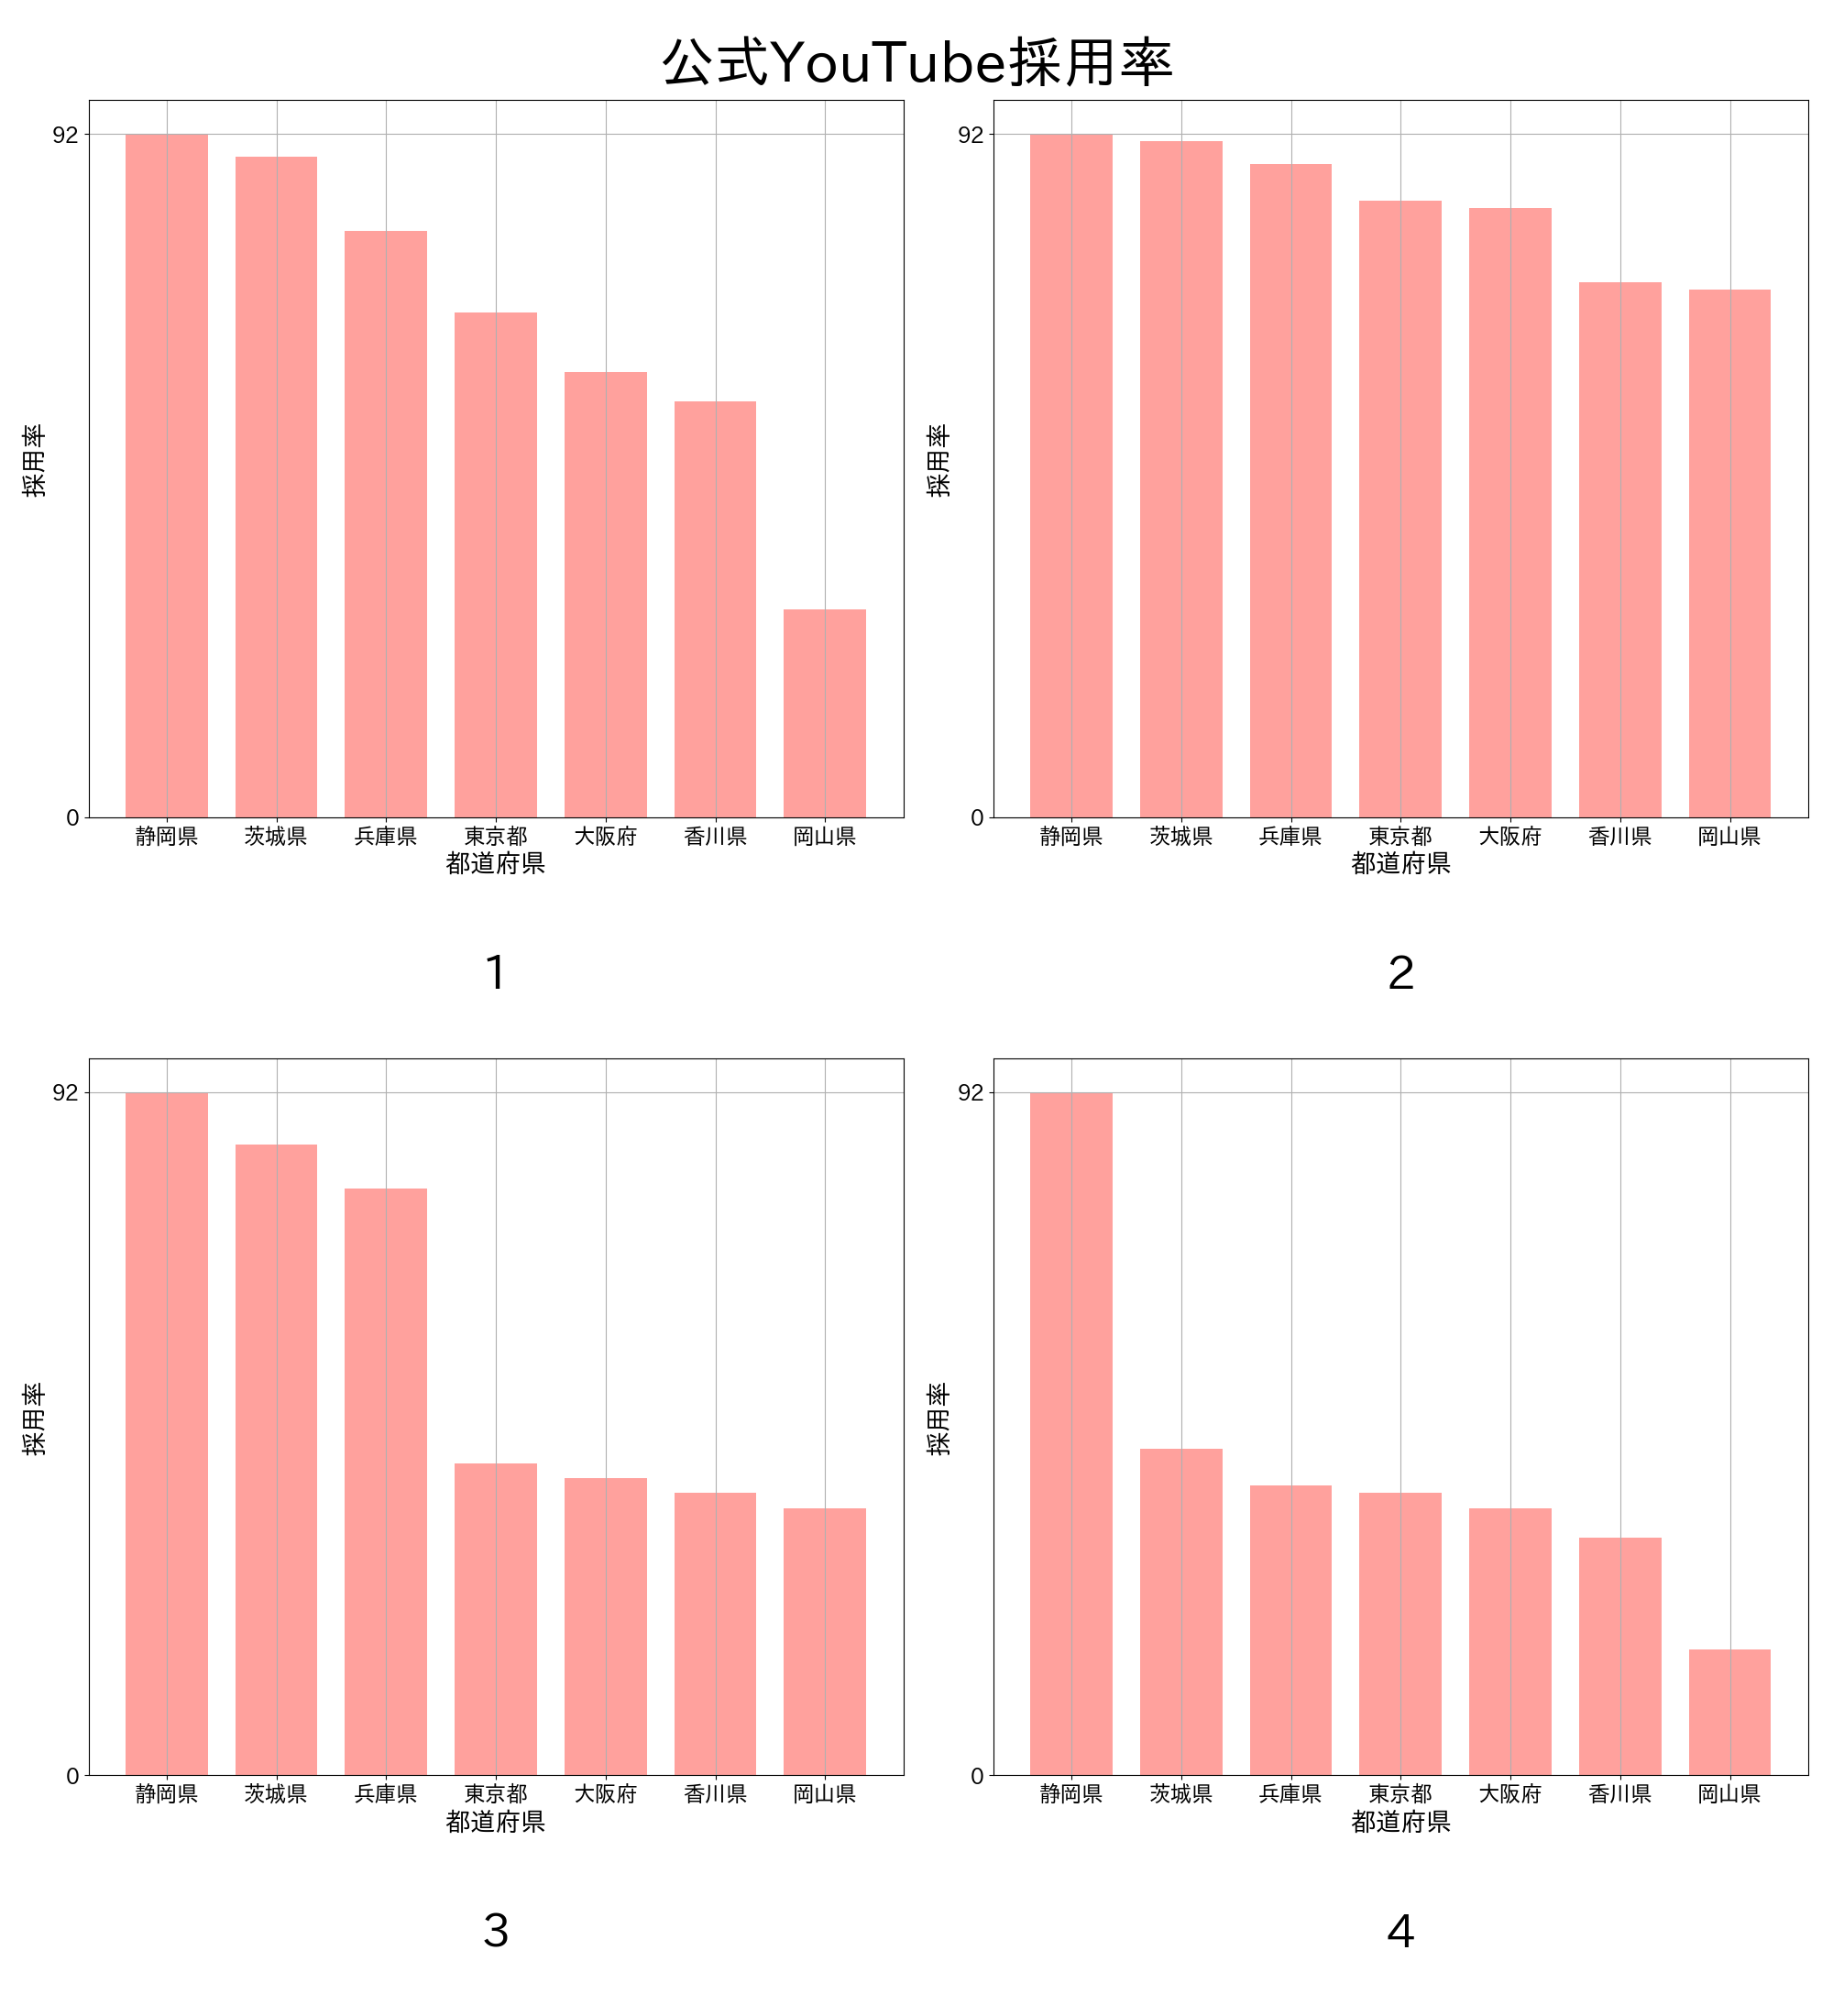 公式YouTube採用率
92
0
採用率
静岡県 茨城県 兵庫県 東京都 大阪府 香川県 岡山県
都道府県
1
92
0
採用率
静岡県 茨城県 兵庫県 東京都 大阪府 香川県 岡山県
都道府県
2
92
0
採用率
静岡県 茨城県 兵庫県 東京都 大阪府 香川県 岡山県
都道府県
3
92
0
採用率
静岡県 茨城県 兵庫県 東京都 大阪府 香川県 岡山県
都道府県
4